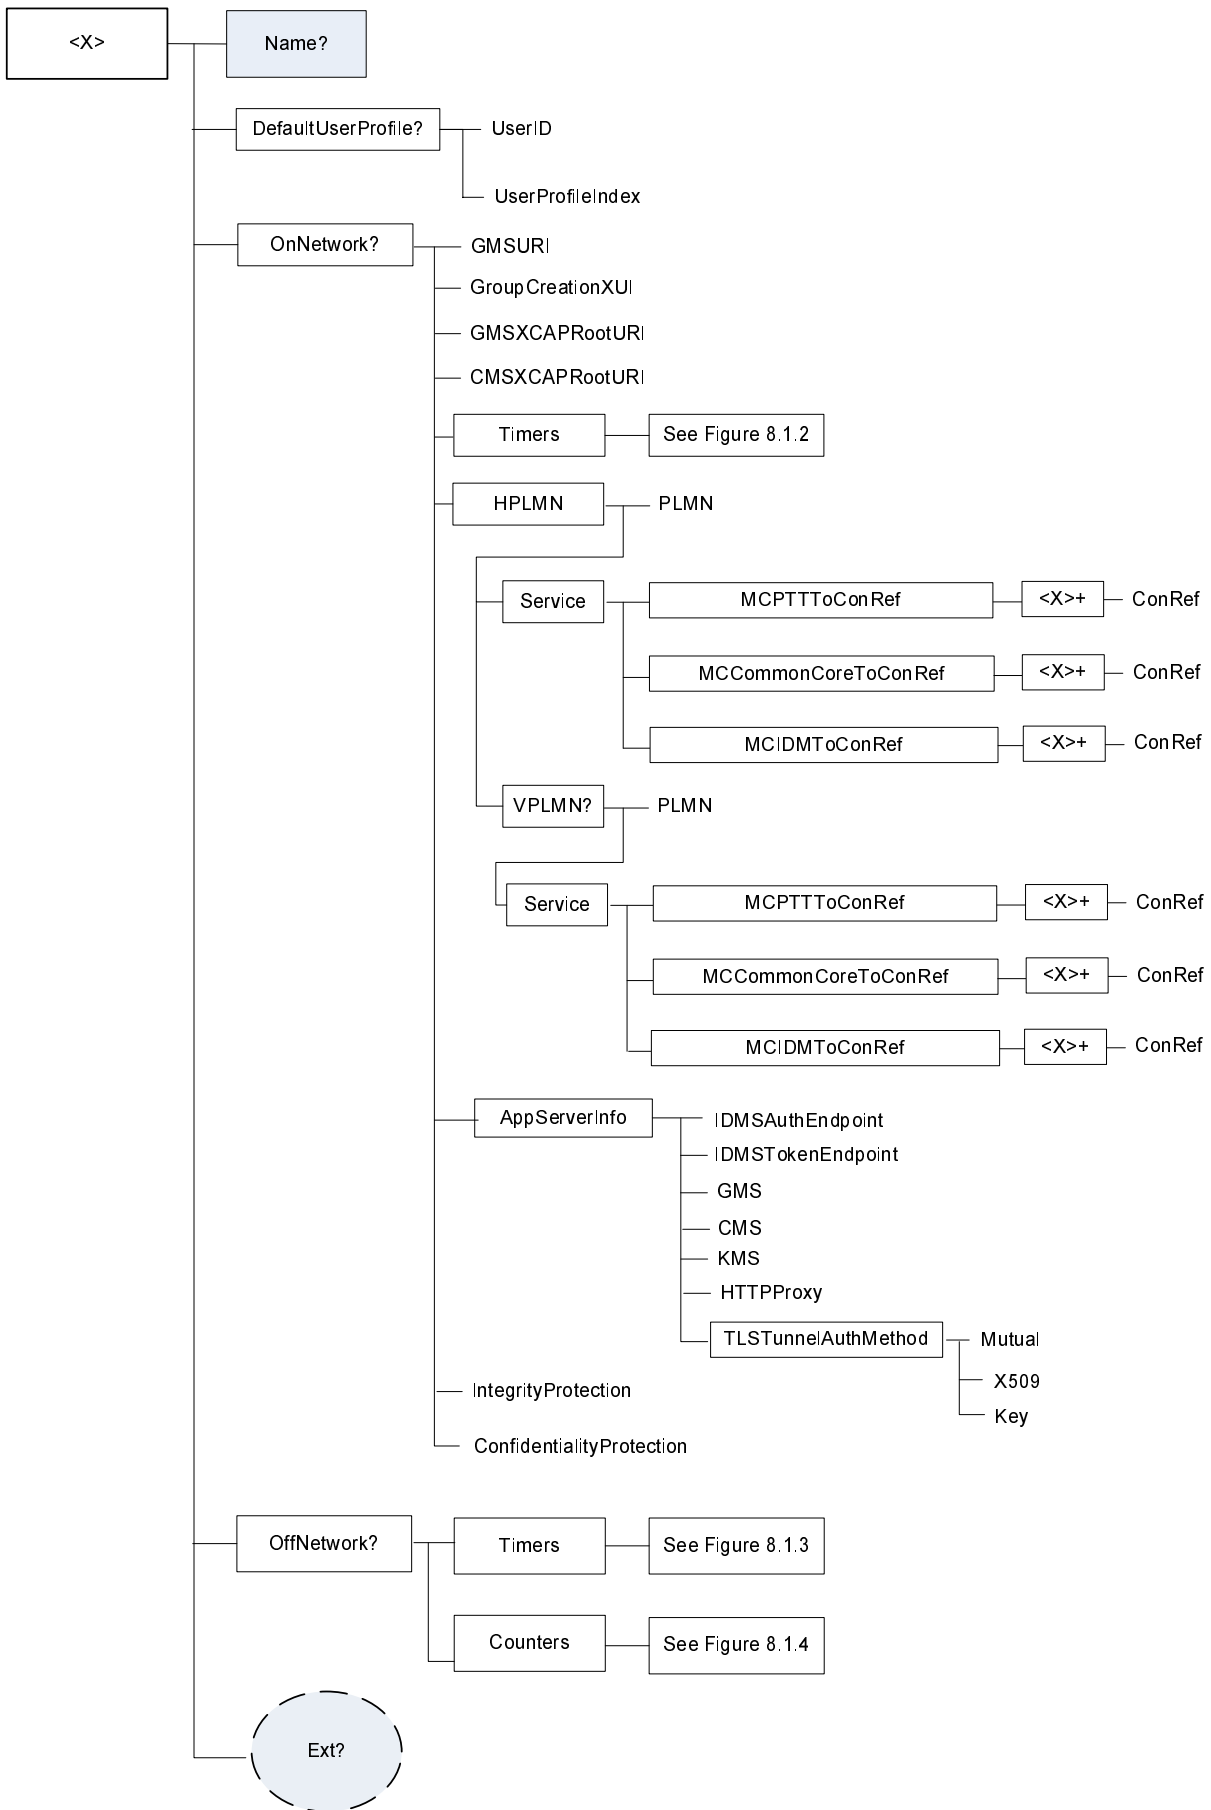 <X>
Name?
DefaultUserProfile?
UserID
UserProfileIndex
OnNetwork?
GMSURI
GroupCreationXUI
GMSXCAPRootURI
CMSXCAPRootURI
Timers
See Figure 8.1.2
HPLMN
PLMN
Service
MCPTTToConRef
<X>+
ConRef
MCCommonCoreToConRef
<X>+
ConRef
MCIDMToConRef
<X>+
ConRef
VPLMN?
PLMN
Service
MCPTTToConRef
<X>+
ConRef
MCCommonCoreToConRef
<X>+
ConRef
MCIDMToConRef
<X>+
ConRef
AppServerInfo
IDMSAuthEndpoint
IDMSTokenEndpoint
GMS
CMS
KMS
HTTPProxy
TLSTunnelAuthMethod
Mutual
X509
Key
IntegrityProtection
ConfidentialityProtection
OffNetwork?
Timers
See Figure 8.1.3
Counters
See Figure 8.1.4
Ext?